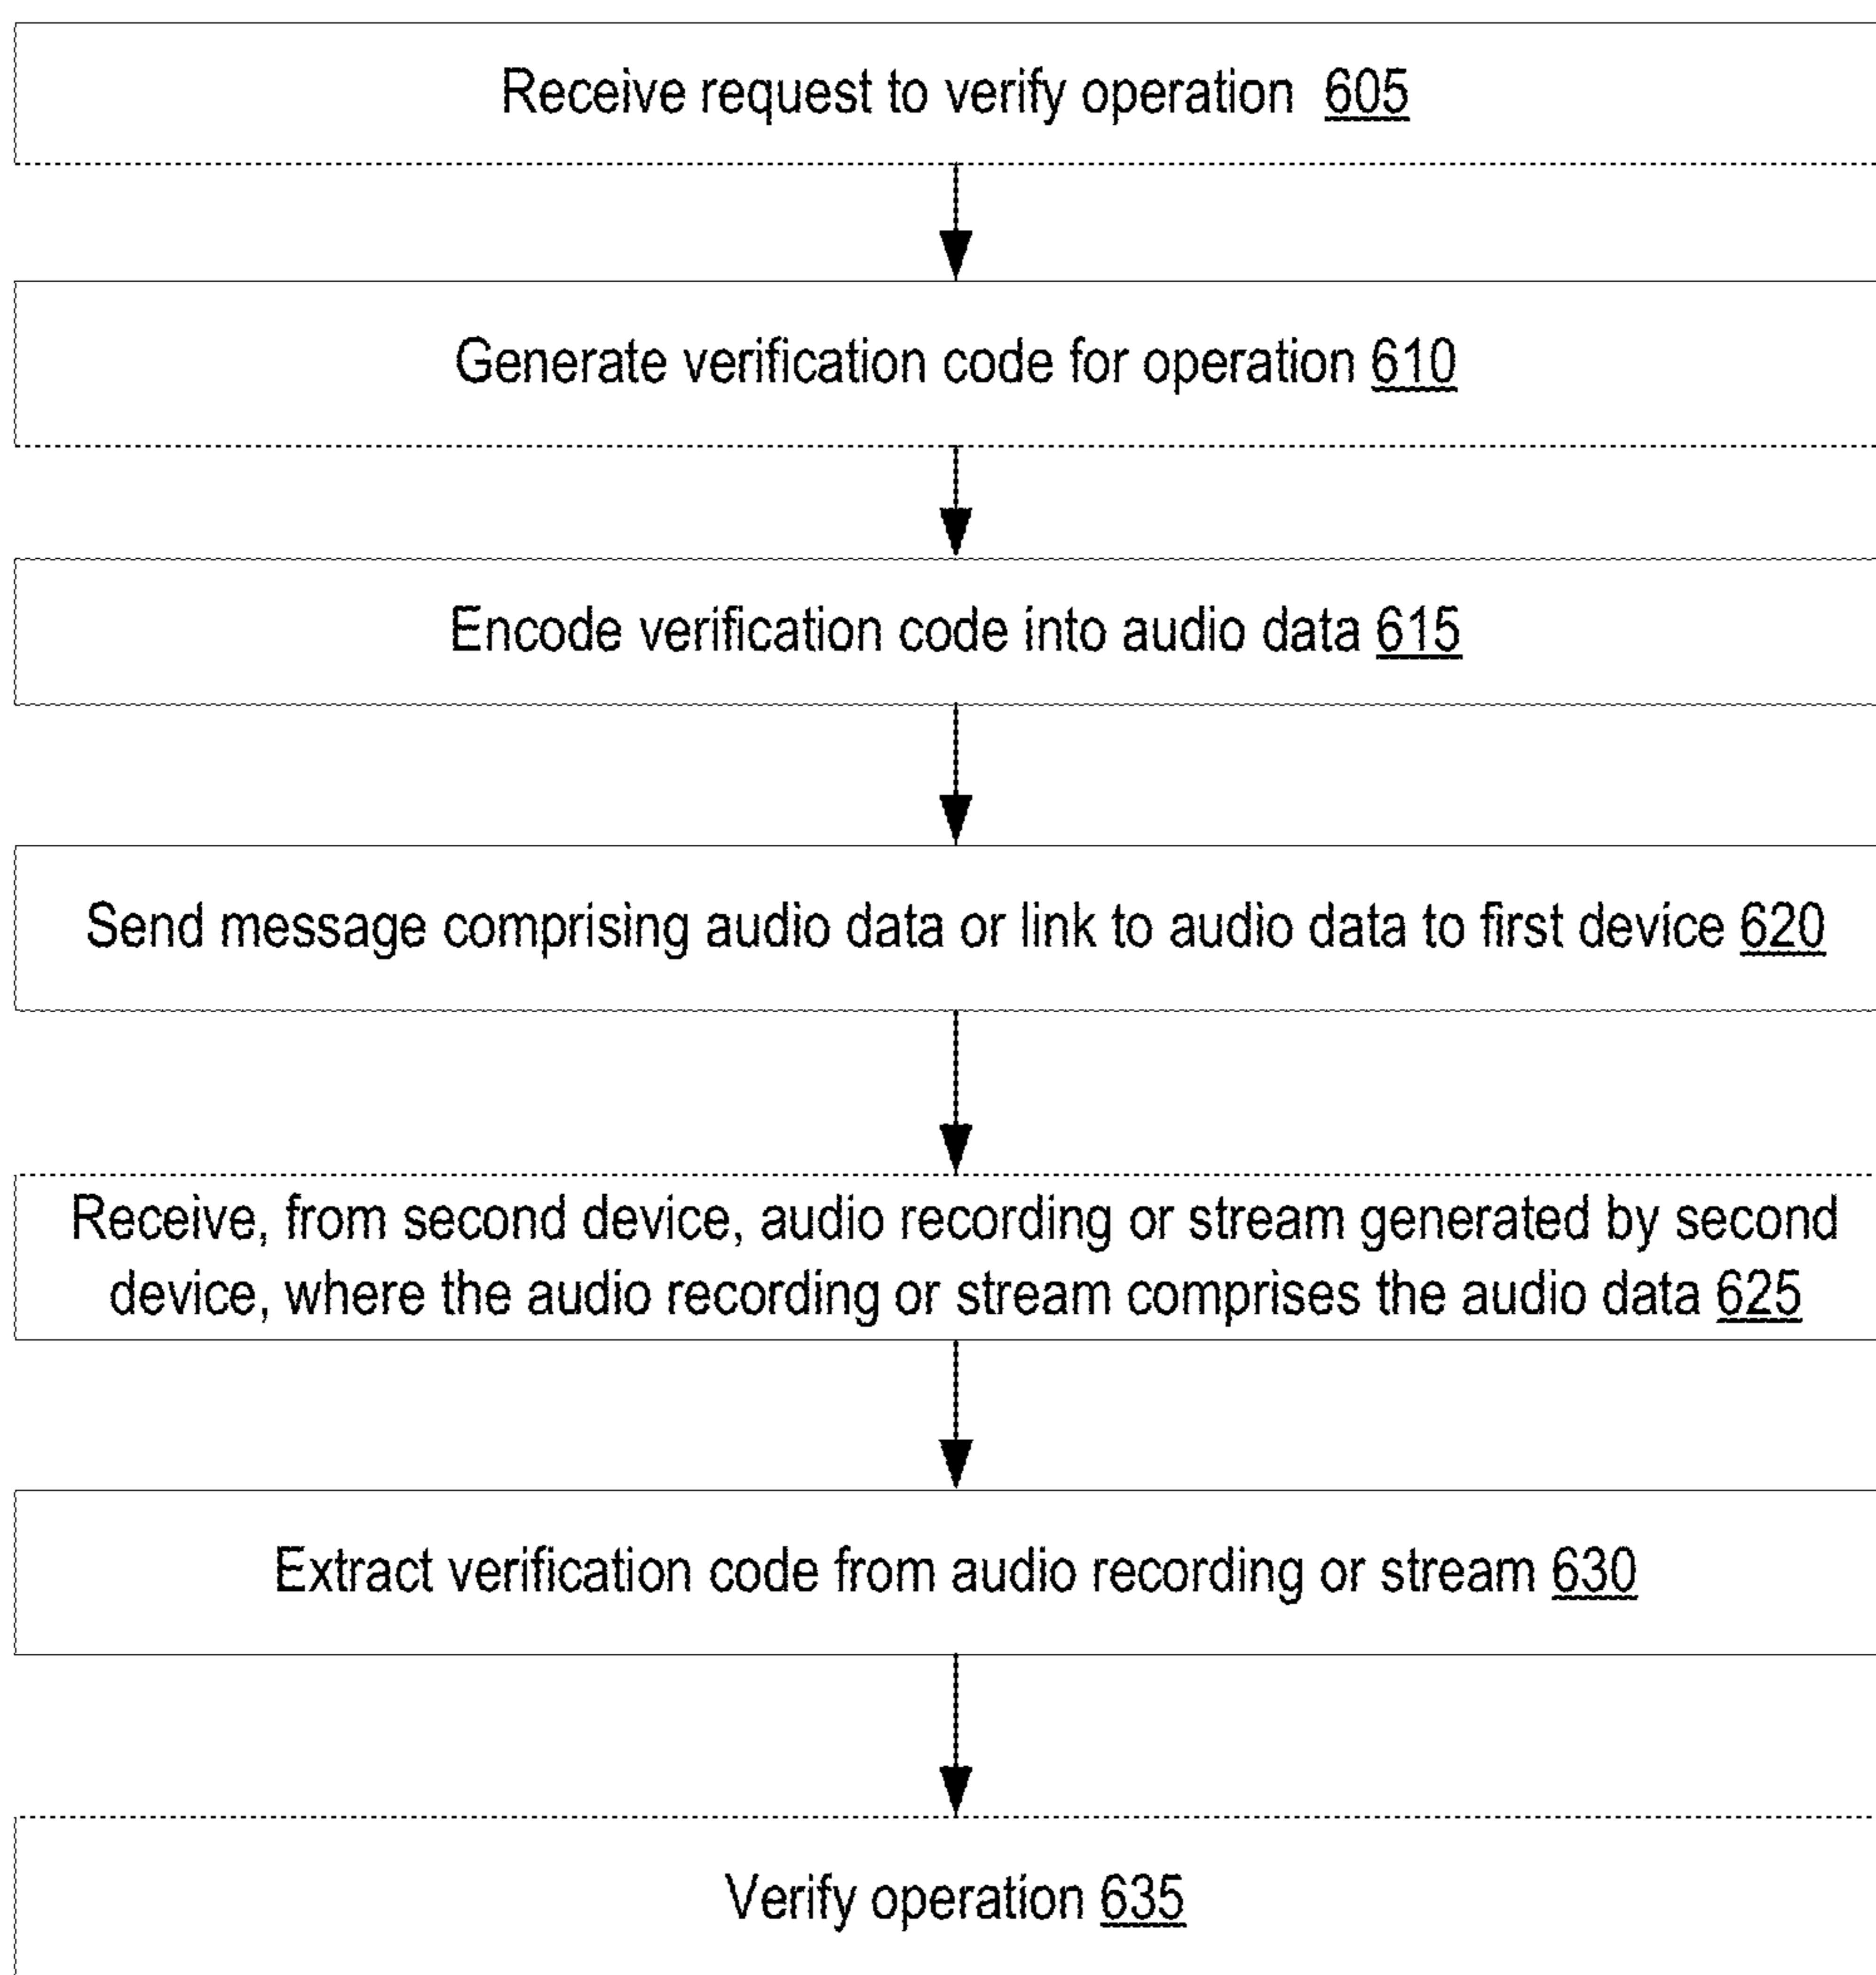 Receive request to verify operation 605
Generate verification code for operation 610
Encode verification code into audio data 615
Send message comprising audio data or link to audio data to first device 620
Receive, from second device, audio recording or stream generated by second
device, where the audio recording or stream comprises the audio data 625
Extract verification code from audio recording or stream 630
Verify operation 635